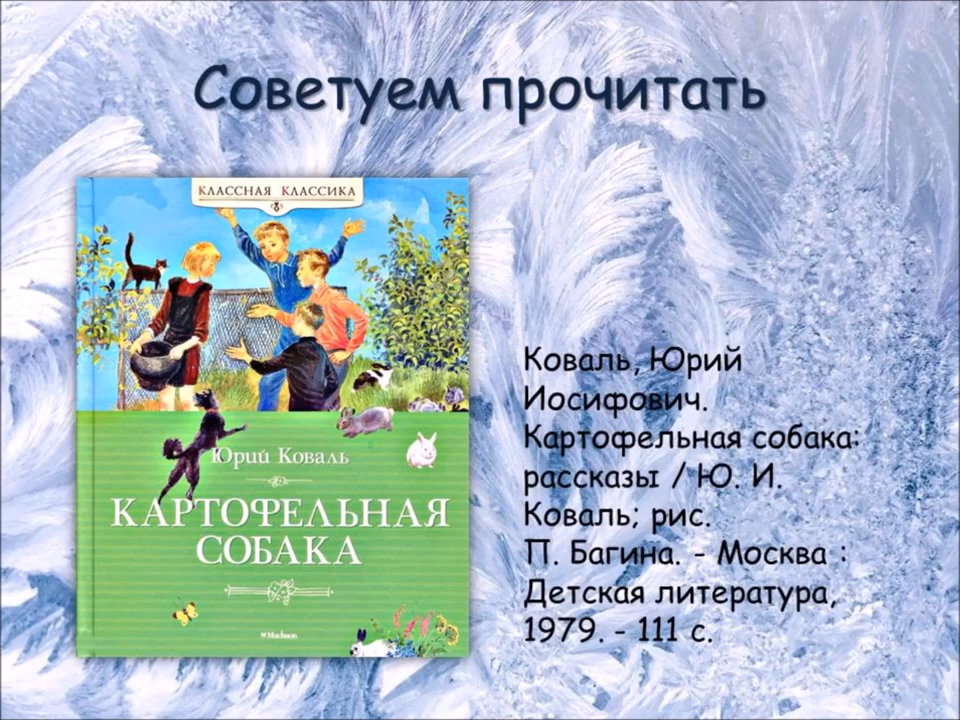 Советуем прочитать
КЛАССНАЯ КЛАССИКА
Юрий Коваль
КАРТОФЕЛЬНАЯ
СОБАКА
Machaon
Коваль, Юрий
Иосифович.
Картофельная собака:
рассказы / Ю. И.
Коваль; рис.
П. Багина. - Москва :
Детская литература,
1979. - 111 с.